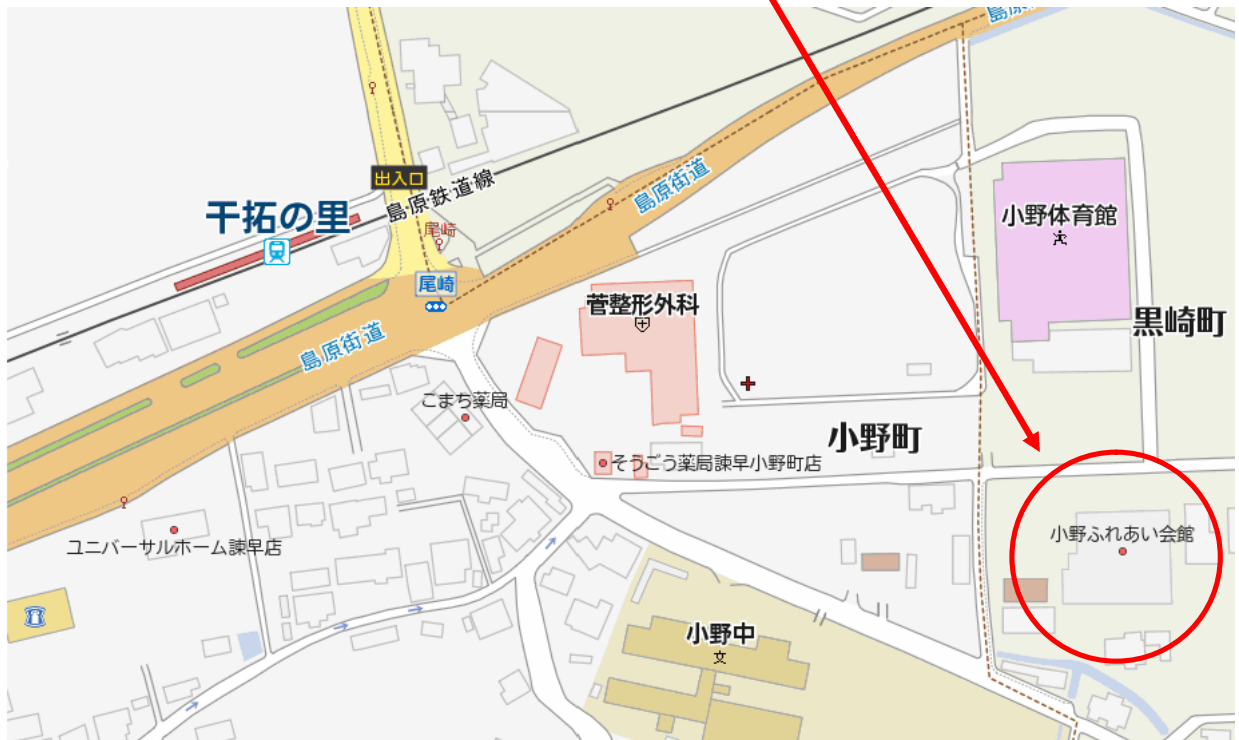 島原街
出入口
島原鉄道線
島原街道
干拓の里
尾崎
小野体育館
尾崎
菅整形外科
黒崎町
島原街道
こまち薬局
小野町
そうごう薬局諫早小野町店
小野ふれあい会館
ユニバーサルホーム諫早店
小野中
文